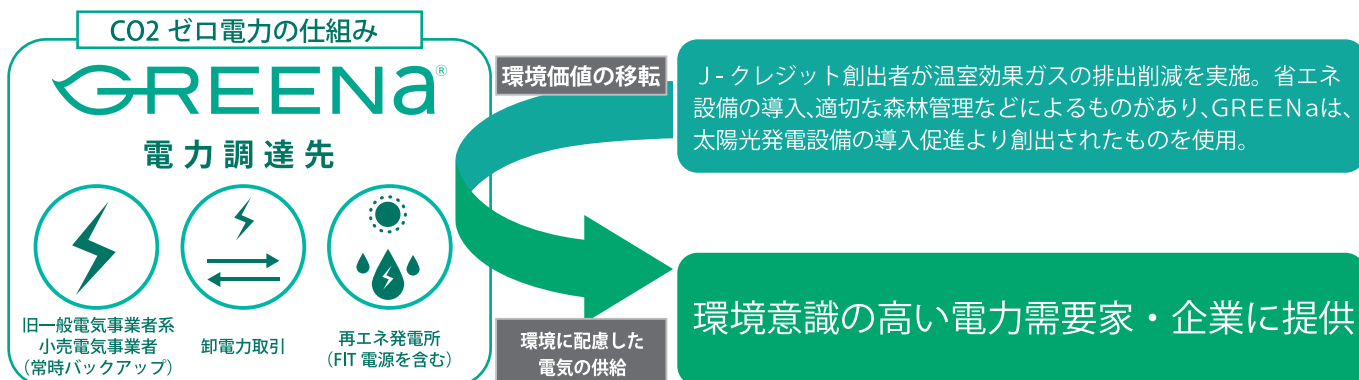 CO2 ゼロ電力の仕組み
GREENa®
電力調達先
旧一般電気事業者系
小売電気事業者
(常時バックアップ)
卸電力取引
再エネ発電所
(FIT 電源を含む)
環境価値の移転
J-クレジット創出者が温室効果ガスの排出削減を実施。省エネ
設備の導入、適切な森林管理などによるものがあり、GREENaは、
太陽光発電設備の導入促進より創出されたものを使用。
環境に配慮した
電気の供給
環境意識の高い電力需要家・企業に提供